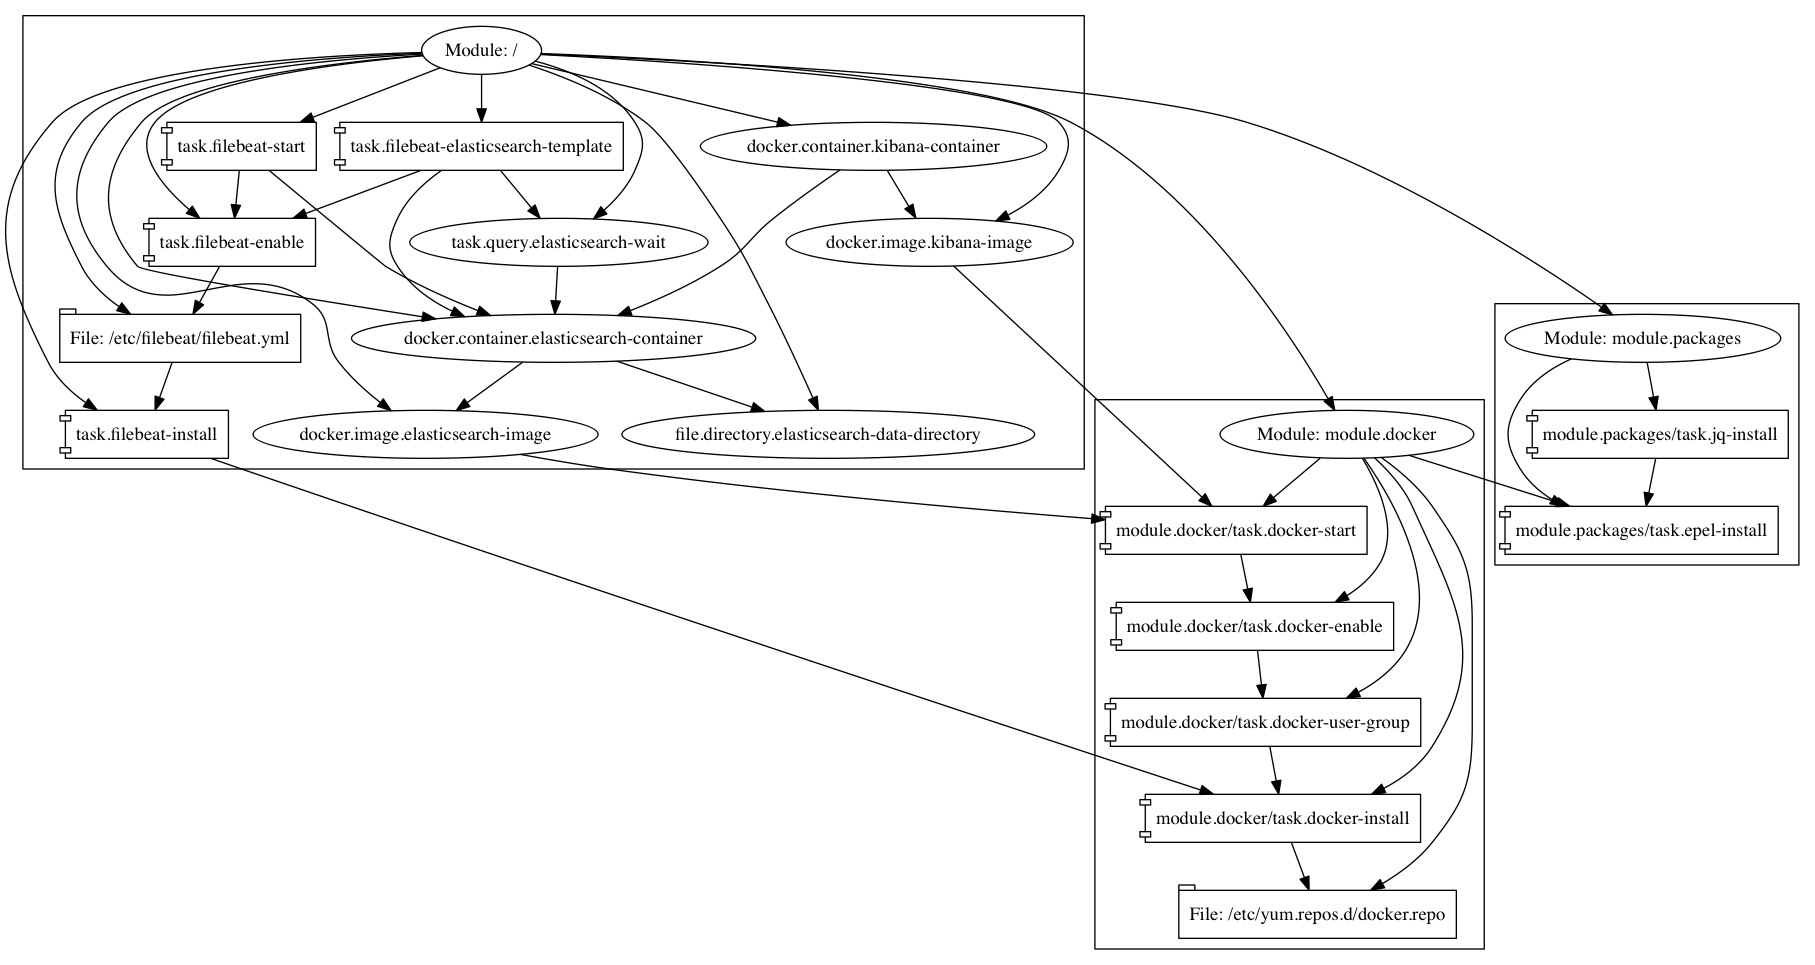 Module: /
task.filebeat-start
task.filebeat-elasticsearch-template
docker.container.kibana-container
task.filebeat-enable
task.query.elasticsearch-wait
docker.image.kibana-image
File: /etc/filebeat/filebeat.yml
docker.container.elasticsearch-container
Module: module.packages
task.filebeat-install
docker.image.elasticsearch-image
file.directory.elasticsearch-data-directory
Module: module.docker
module.packages/task.jq-install
module.docker/task.docker-start
module.packages/task.epel-install
module.docker/task.docker-enable
module.docker/task.docker-user-group
module.docker/task.docker-install
File: /etc/yum.repos.d/docker.repo